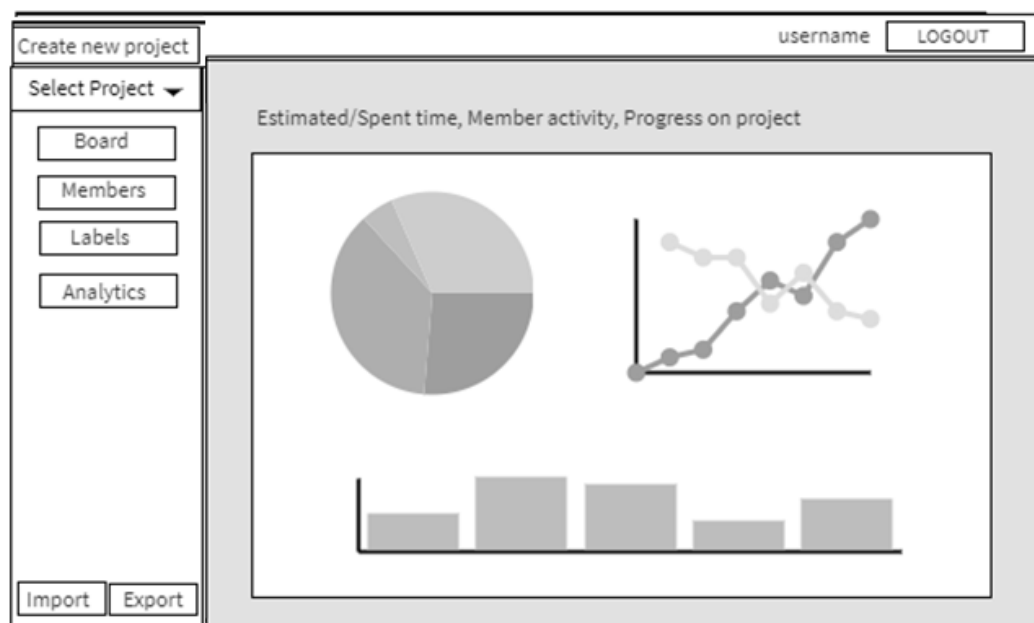 Create new project
username
LOGOUT
Select Project
Estimated/Spent time, Member activity, Progress on project
Board
Members
Labels
Analytics
Import
Export